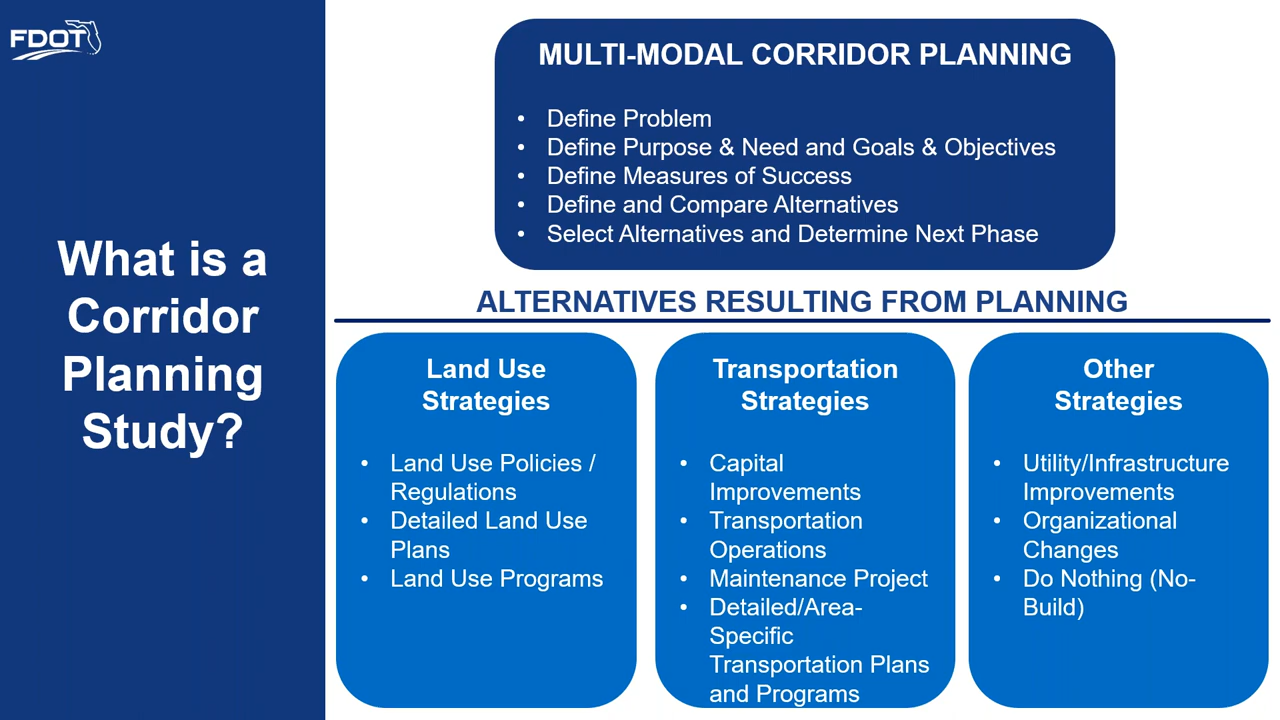 FDOT
What is a
Corridor
Planning
Study?
MULTI-MODAL CORRIDOR PLANNING
• Define Problem
• Define Purpose & Need and Goals & Objectives
• Define Measures of Success
• Define and Compare Alternatives
• Select Alternatives and Determine Next Phase
ALTERNATIVES RESULTING FROM PLANNING
Land Use
Strategies
• Land Use Policies /
Regulations
• Detailed Land Use
Plans
• Land Use Programs
Transportation
Strategies
• Capital
Improvements
• Transportation
Operations
• Maintenance Project
• Detailed/Area-
Specific
Transportation Plans
and Programs
Other
Strategies
• Utility/Infrastructure
Improvements
• Organizational
Changes
• Do Nothing (No-
Build)